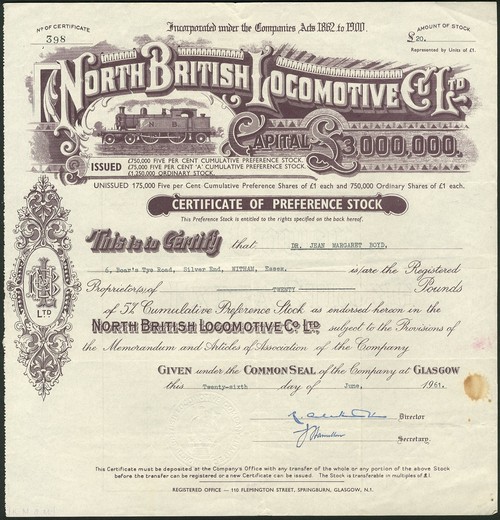 Nº OF CERTIFICATE
398
Incorporated under the Companies Acts 1862 to 1900.
AMOUNT OF STOCK.
£20.
Represented by Units of £1.
NORTH BRITISH LOCOMOTIVE Co LTD
CAPITAL £3,000,000.
ISSUED
£750,000 FIVE PER CENT CUMULATIVE PREFERENCE STOCK.
£75,000 FIVE PER CENT 'A' CUMULATIVE PREFERENCE STOCK.
£1,250,000 ORDINARY STOCK.
UNISSUED 175,000 Five per Cent Cumulative Preference Shares of £1 each and 750,000 Ordinary Shares of £1 each.
CERTIFICATE OF PREFERENCE STOCK
This Preference Stock is entitled to the rights specified on the back hereof.
This is to Certify that: DR. JEAN MARGARET BOYD,
6, Boar's Tye Road, Silver End, WITHAM, Essex. is/are the Registered
Proprietor/s of TWENTY Pounds
of 5% Cumulative Preference Stock as endorsed hereon in the
NORTH BRITISH LOCOMOTIVE Co LTD, subject to the Provisions of
the Memorandum and Articles of Association of the Company.
GIVEN under the COMMON SEAL of the Company at GLASGOW
this Twenty-sixth day of June, 1961.
Director
Secretary.
LTD
This Certificate must be deposited at the Company's Office with any transfer of the whole or any portion of the above Stock
before the transfer can be registered or a new Certificate can be issued. The Stock is transferable in multiples of £1.
REGISTERED OFFICE — 110 FLEMINGTON STREET, SPRINGBURN, GLASGOW, N.1.